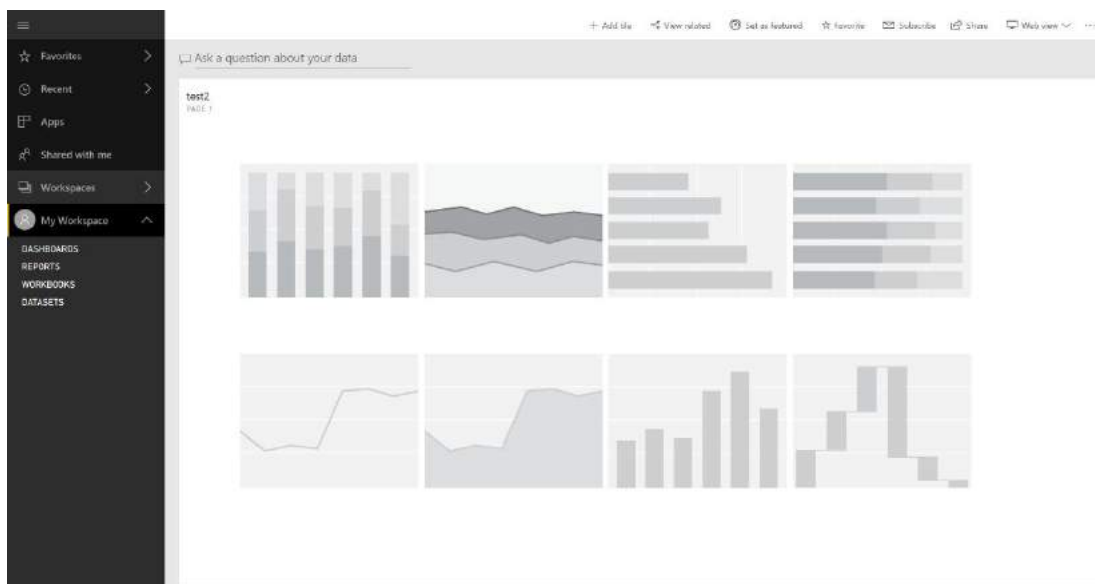 + Add tile View related Set as featured Favorite Subscribe Share Web view ...
Favorites
Recent
Apps
Shared with me
Workspaces
My Workspace
DASHBOARDS
REPORTS
WORKBOOKS
DATASETS
Ask a question about your data
test2
PAGE 1